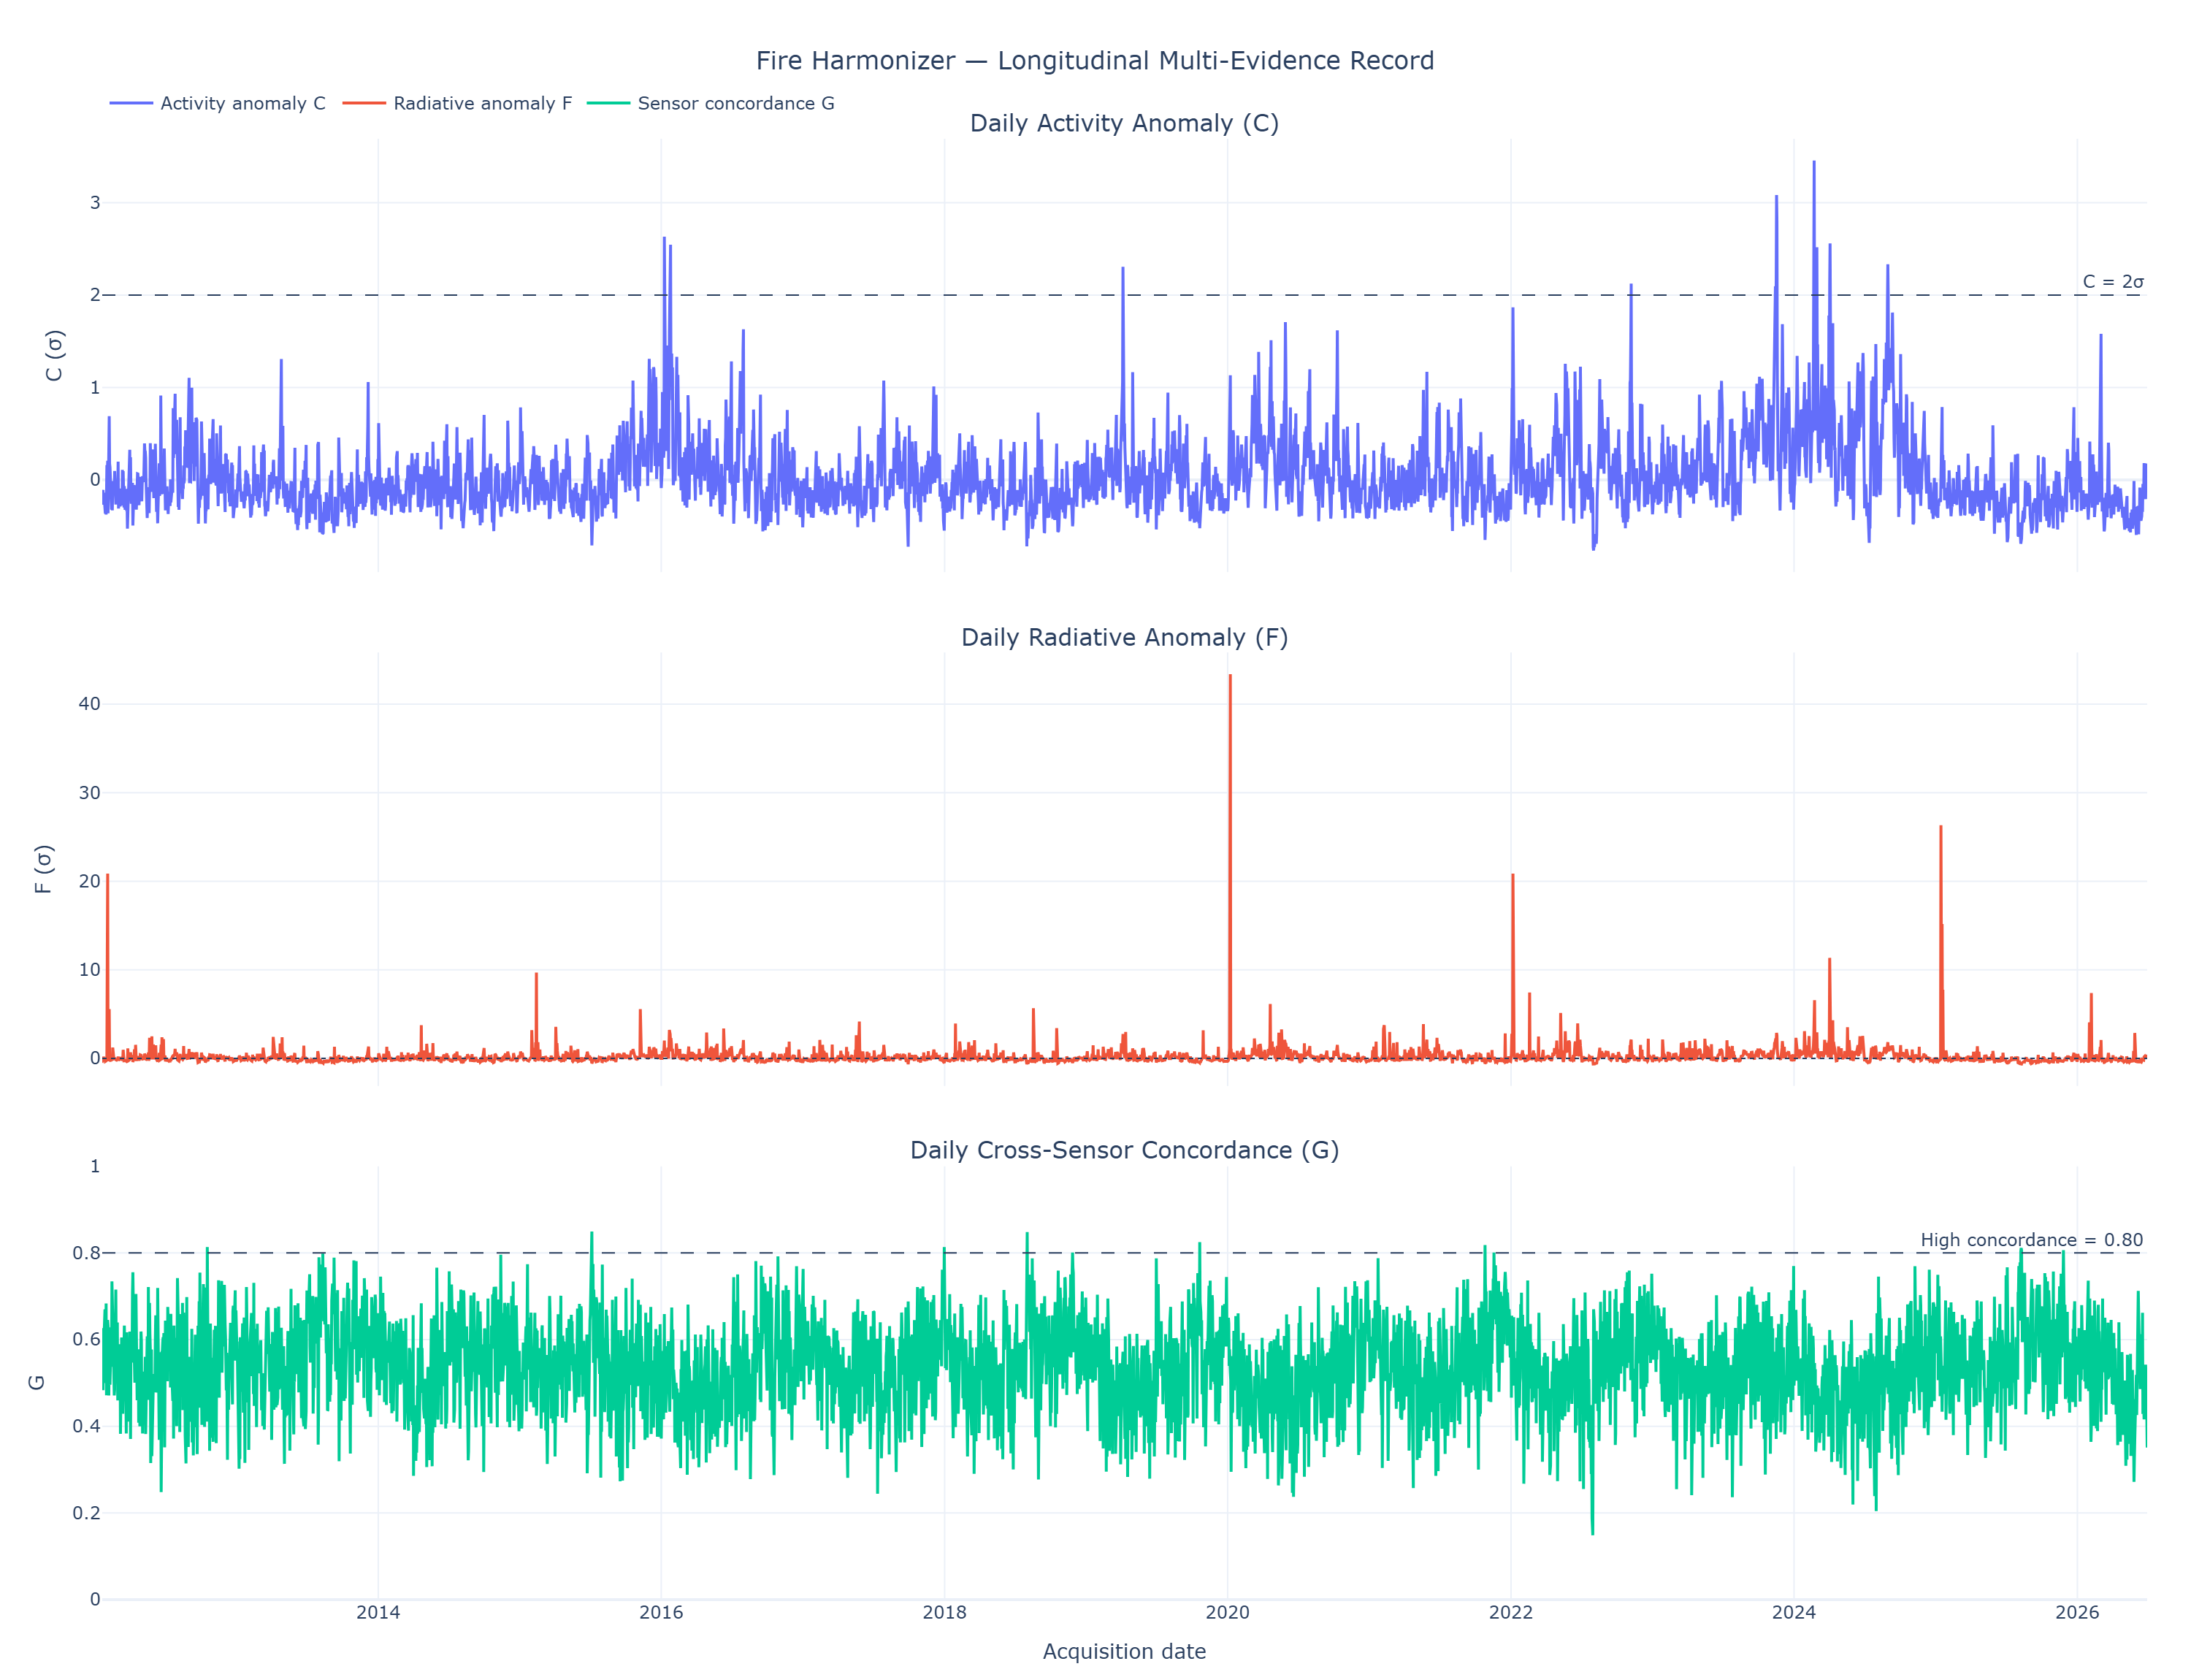 Fire Harmonizer — Longitudinal Multi-Evidence Record
Activity anomaly C
Radiative anomaly F
Sensor concordance G
Daily Activity Anomaly (C)
3
2
1
0
C (σ)
C = 2σ
Daily Radiative Anomaly (F)
40
30
20
10
0
F (σ)
Daily Cross-Sensor Concordance (G)
1
0.8
0.6
0.4
0.2
0
G
High concordance = 0.80
2014
2016
2018
2020
2022
2024
2026
Acquisition date